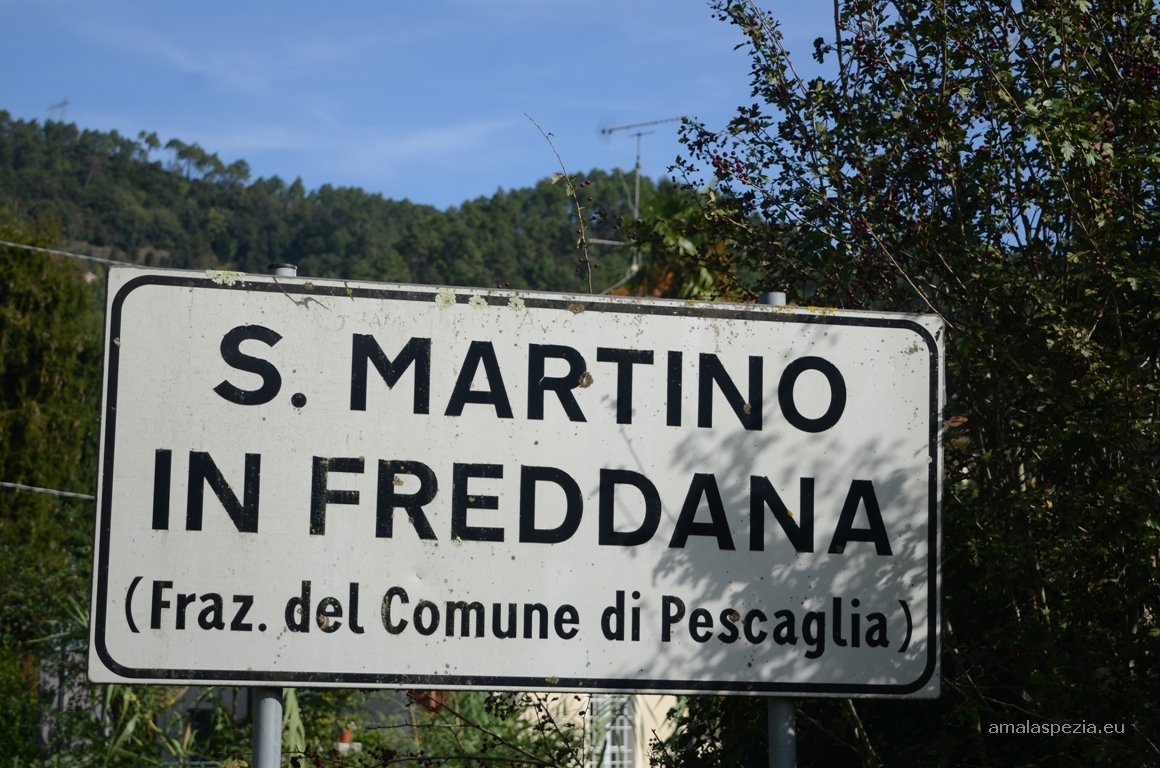 S. MARTINO
IN FREDDANA
(Fraz. del Comune di Pescaglia)
amalaspezia.eu